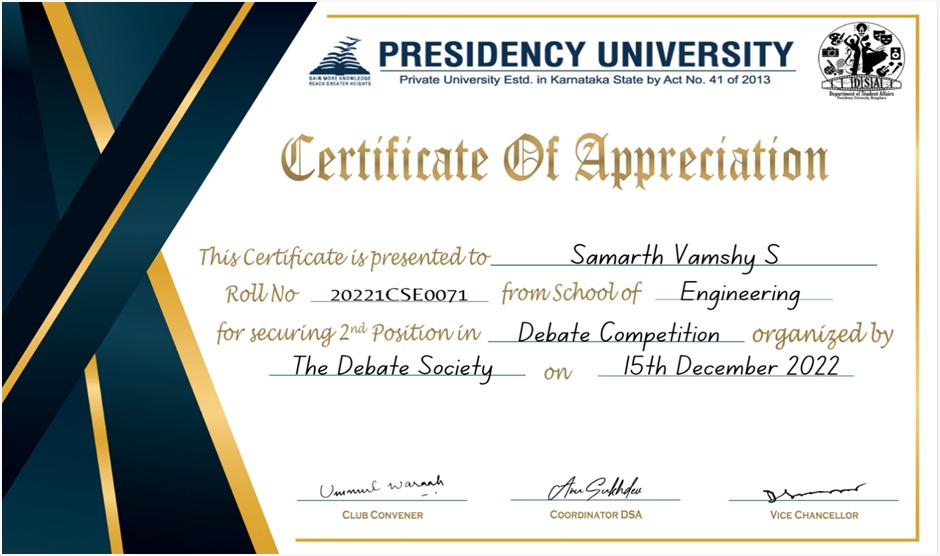 GAIN MORE KNOWLEDGE
REACH GREATER HEIGHTS
PRESIDENCY UNIVERSITY
Private University Estd. in Karnataka State by Act No. 41 of 2013
DSA
Department of Student Affairs
Presidency University, Bengaluru
Certificate Of Appreciation
This Certificate is presented to Samarth Vamshy S
Roll No 20221CSE0071 from School of Engineering
for securing 2nd Position in Debate Competition organized by
The Debate Society on 15th December 2022
Ummul Waraah
Anu Sukhdev
CLUB CONVENER
COORDINATOR DSA
VICE CHANCELLOR